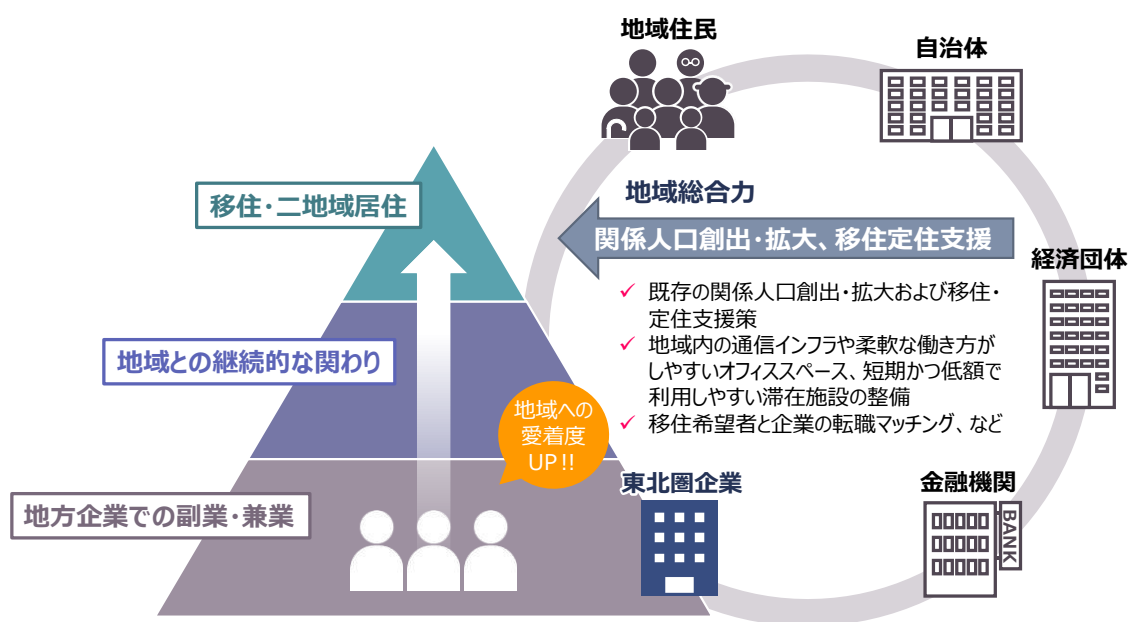 地域住民
自治体
移住・二地域居住
地域総合力
関係人口創出・拡大、移住定住支援
経済団体
✓ 既存の関係人口創出・拡大および移住・
定住支援策
✓ 地域内の通信インフラや柔軟な働き方が
しやすいオフィススペース、短期かつ低額で
利用しやすい滞在施設の整備
✓ 移住希望者と企業の転職マッチング、など
地域との継続的な関わり
地域への
愛着度
UP!!
東北圏企業
金融機関
BANK
地方企業での副業・兼業